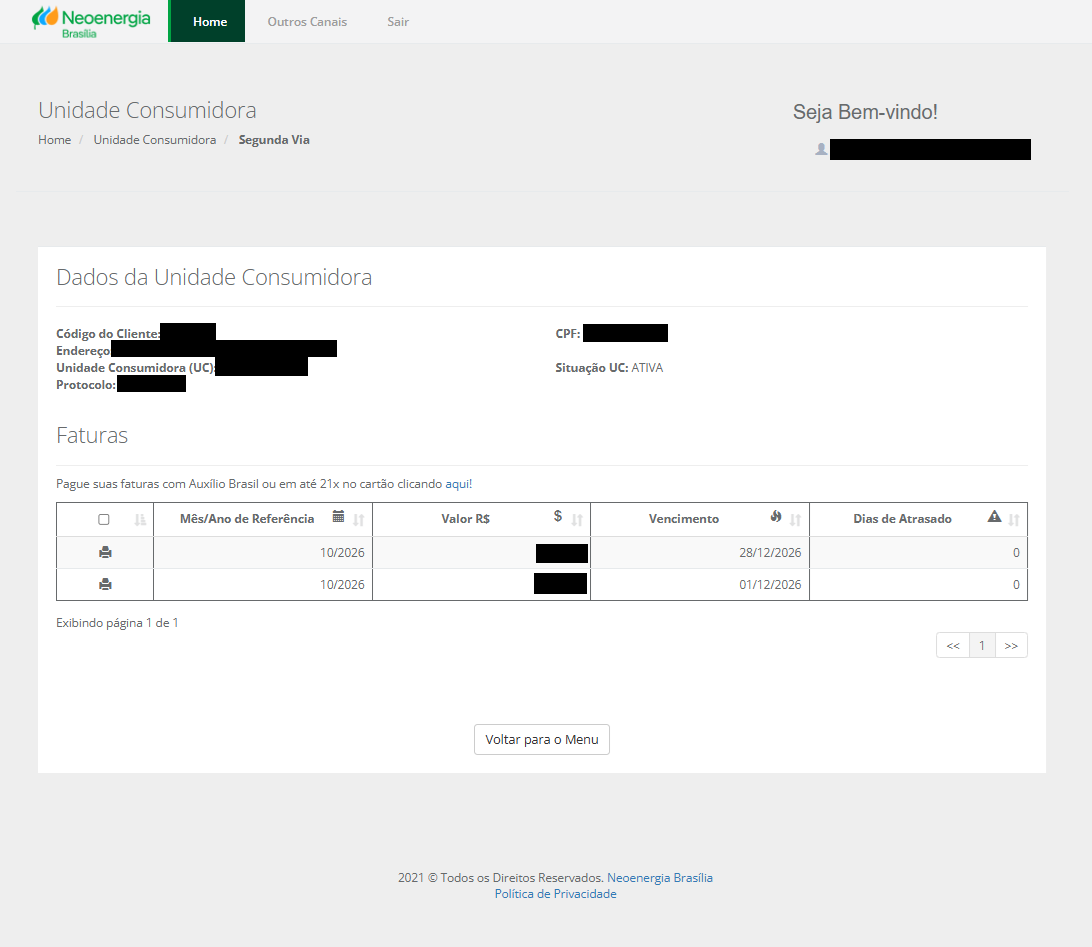 Neoenergia
Brasília
Home Outros Canais Sair
Unidade Consumidora
Seja Bem-vindo!
Home / Unidade Consumidora / Segunda Via
Dados da Unidade Consumidora
Código do Cliente: CPF:
Endereço
Unidade Consumidora (UC): Situação UC: ATIVA
Protocolo:
Faturas
Pague suas faturas com Auxílio Brasil ou em até 21x no cartão clicando aqui!
Mês/Ano de Referência Valor R$ $ Vencimento Dias de Atrasado
10/2026 28/12/2026 0
10/2026 01/12/2026 0
Exibindo página 1 de 1
<< 1 >>
Voltar para o Menu
2021 © Todos os Direitos Reservados. Neoenergia Brasília
Política de Privacidade